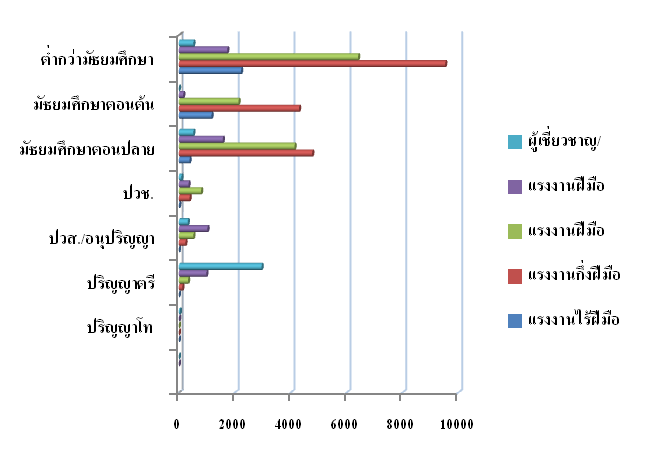 ต่ำกว่ามัธยมศึกษา
มัธยมศึกษาตอนต้น
มัธยมศึกษาตอนปลาย
ปวช.
ปวส./อนุปริญญา
ปริญญาตรี
ปริญญาโท
0 2000 4000 6000 8000 10000
ผู้เชี่ยวชาญ/
แรงงานฝีมือ
แรงงานฝีมือ
แรงงานกึ่งฝีมือ
แรงงานไร้ฝีมือ